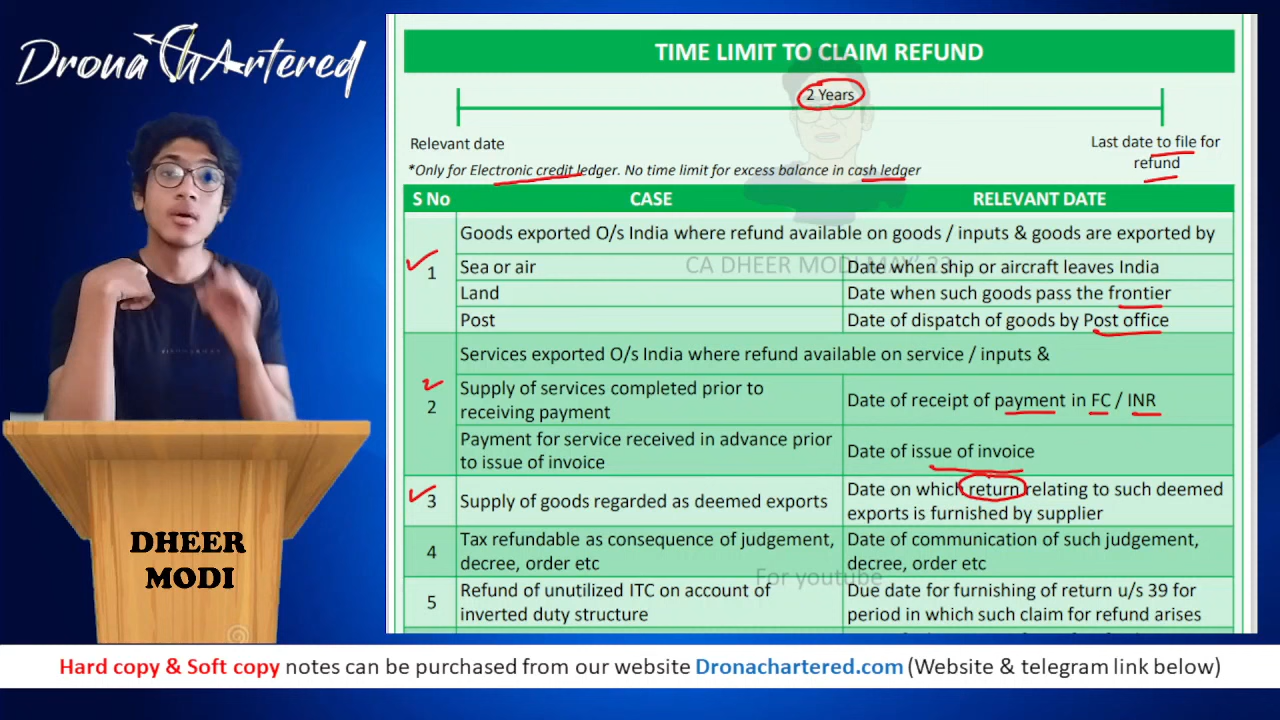 Drona CHArtered
TIME LIMIT TO CLAIM REFUND
2 Years
Relevant date
Last date to file for
refund
*Only for Electronic credit ledger. No time limit for excess balance in cash ledger
S No CASE RELEVANT DATE
Goods exported O/s India where refund available on goods / inputs & goods are exported by
1
Sea or air Date when ship or aircraft leaves India
CA DHEER MODI MAY' 22
Land Date when such goods pass the frontier
Post Date of dispatch of goods by Post office
Services exported O/s India where refund available on service / inputs &
2
Supply of services completed prior to
receiving payment
Date of receipt of payment in FC / INR
Payment for service received in advance prior
to issue of invoice
Date of issue of invoice
3
Supply of goods regarded as deemed exports
Date on which return relating to such deemed
exports is furnished by supplier
4
Tax refundable as consequence of judgement,
decree, order etc
Date of communication of such judgement,
decree, order etc
For youtube
5
Refund of unutilized ITC on account of
inverted duty structure
Due date for furnishing of return u/s 39 for
period in which such claim for refund arises
DHEER
MODI
Hard copy & Soft copy notes can be purchased from our website Dronachartered.com (Website & telegram link below)